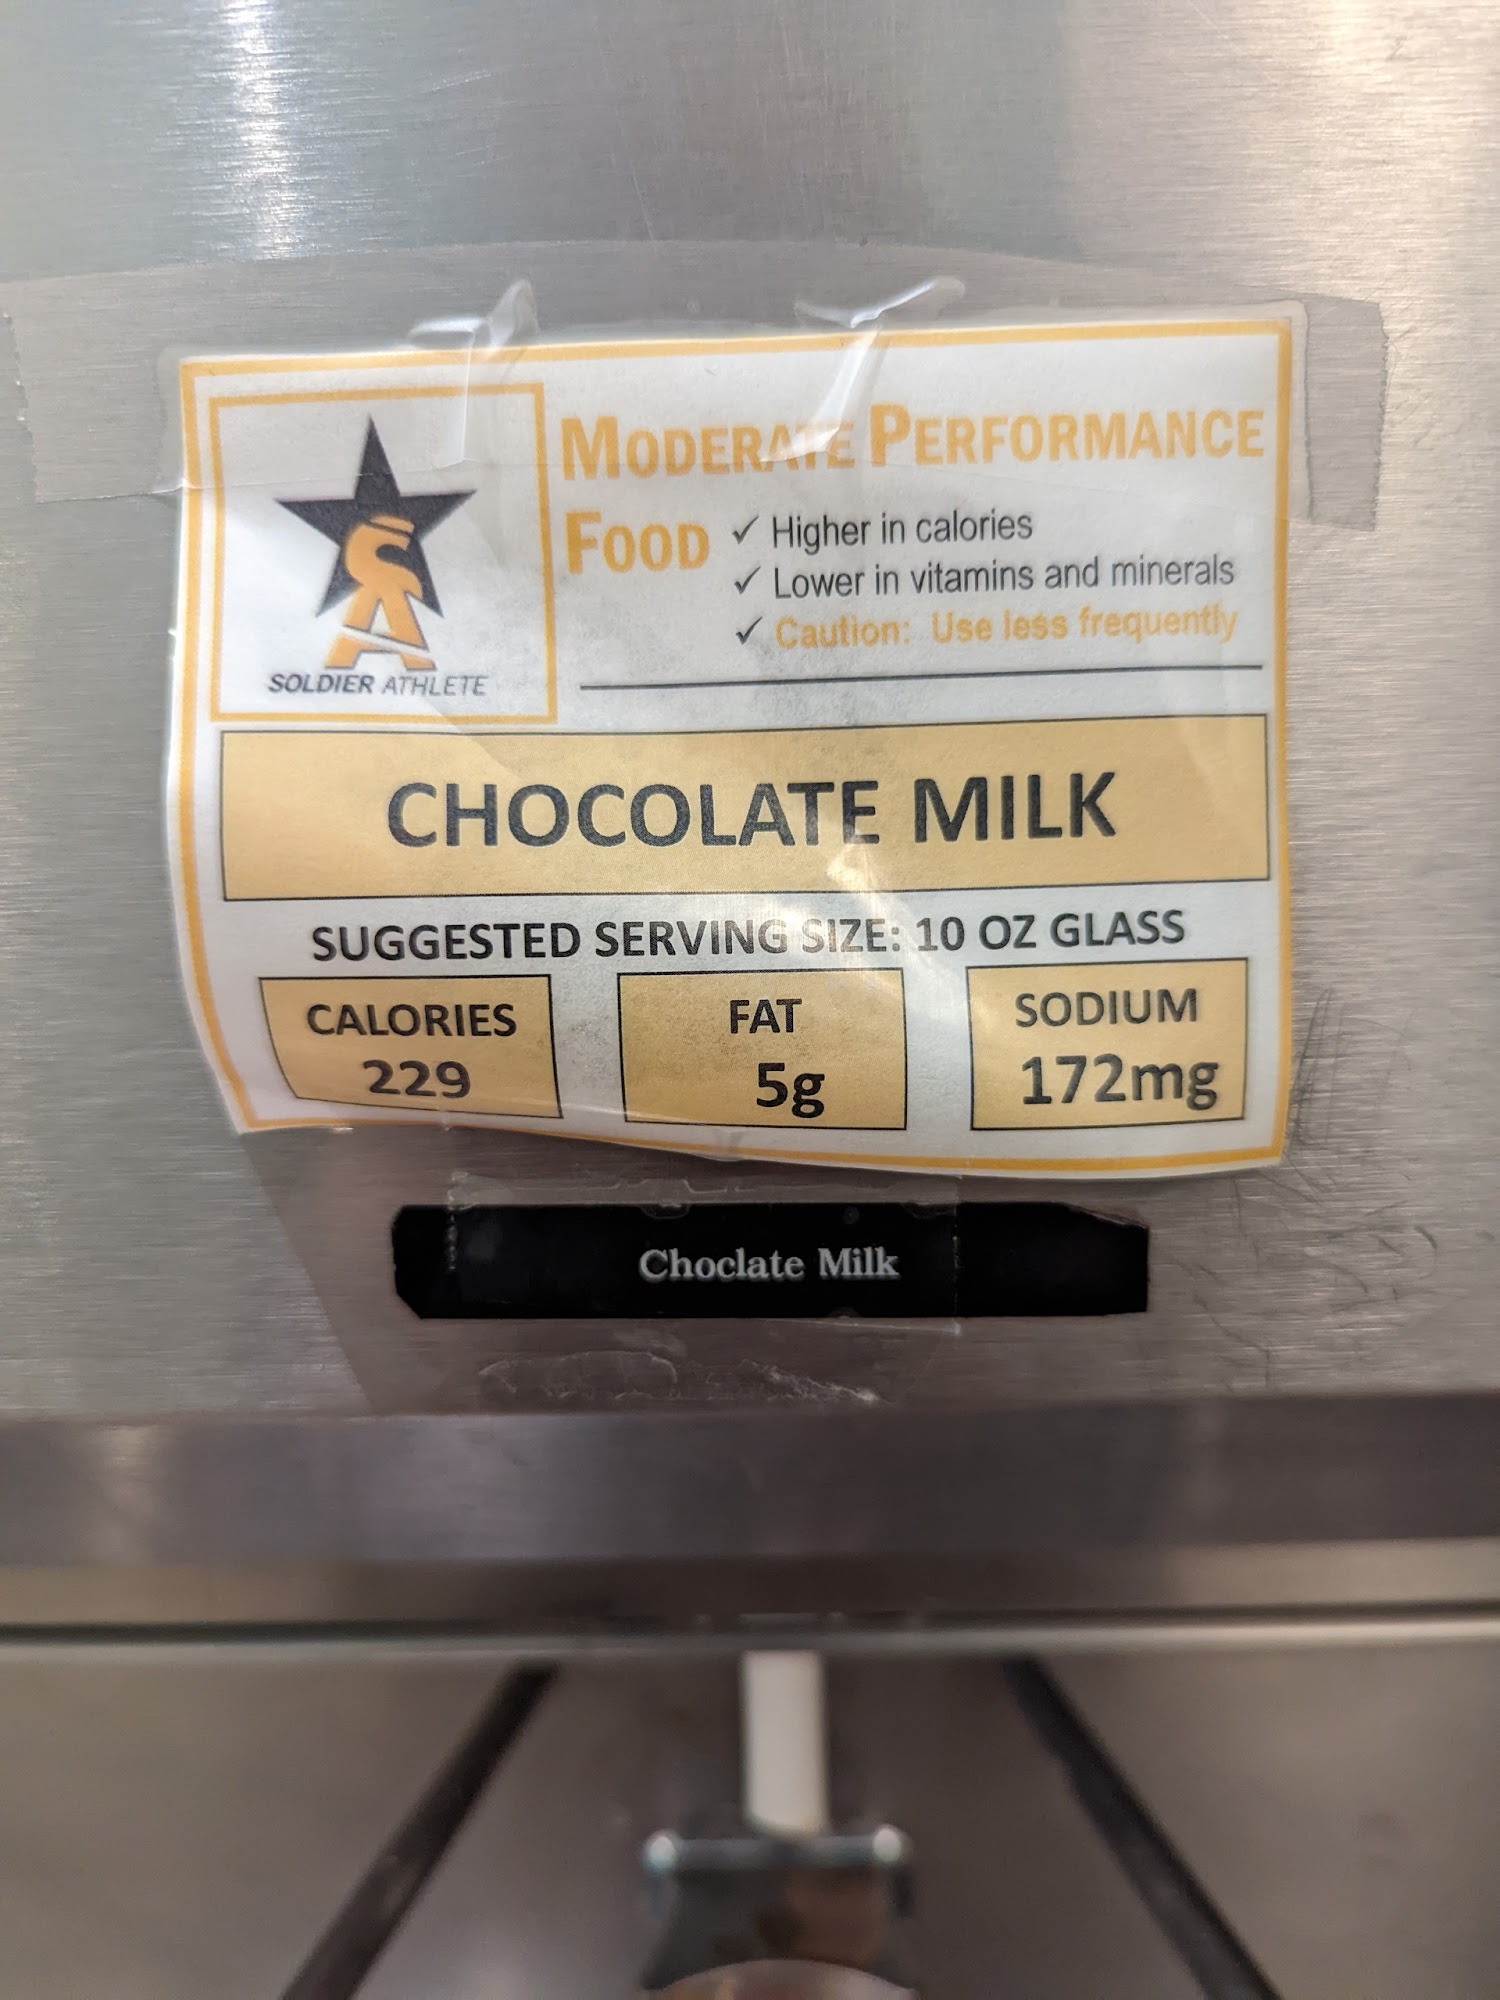 MODERATE PERFORMANCE
FOOD
✓ Higher in calories
✓ Lower in vitamins and minerals
✓ Caution: Use less frequently
SA
SOLDIER ATHLETE
CHOCOLATE MILK
SUGGESTED SERVING SIZE: 10 OZ GLASS
CALORIES
229
FAT
5g
SODIUM
172mg
Choclate Milk